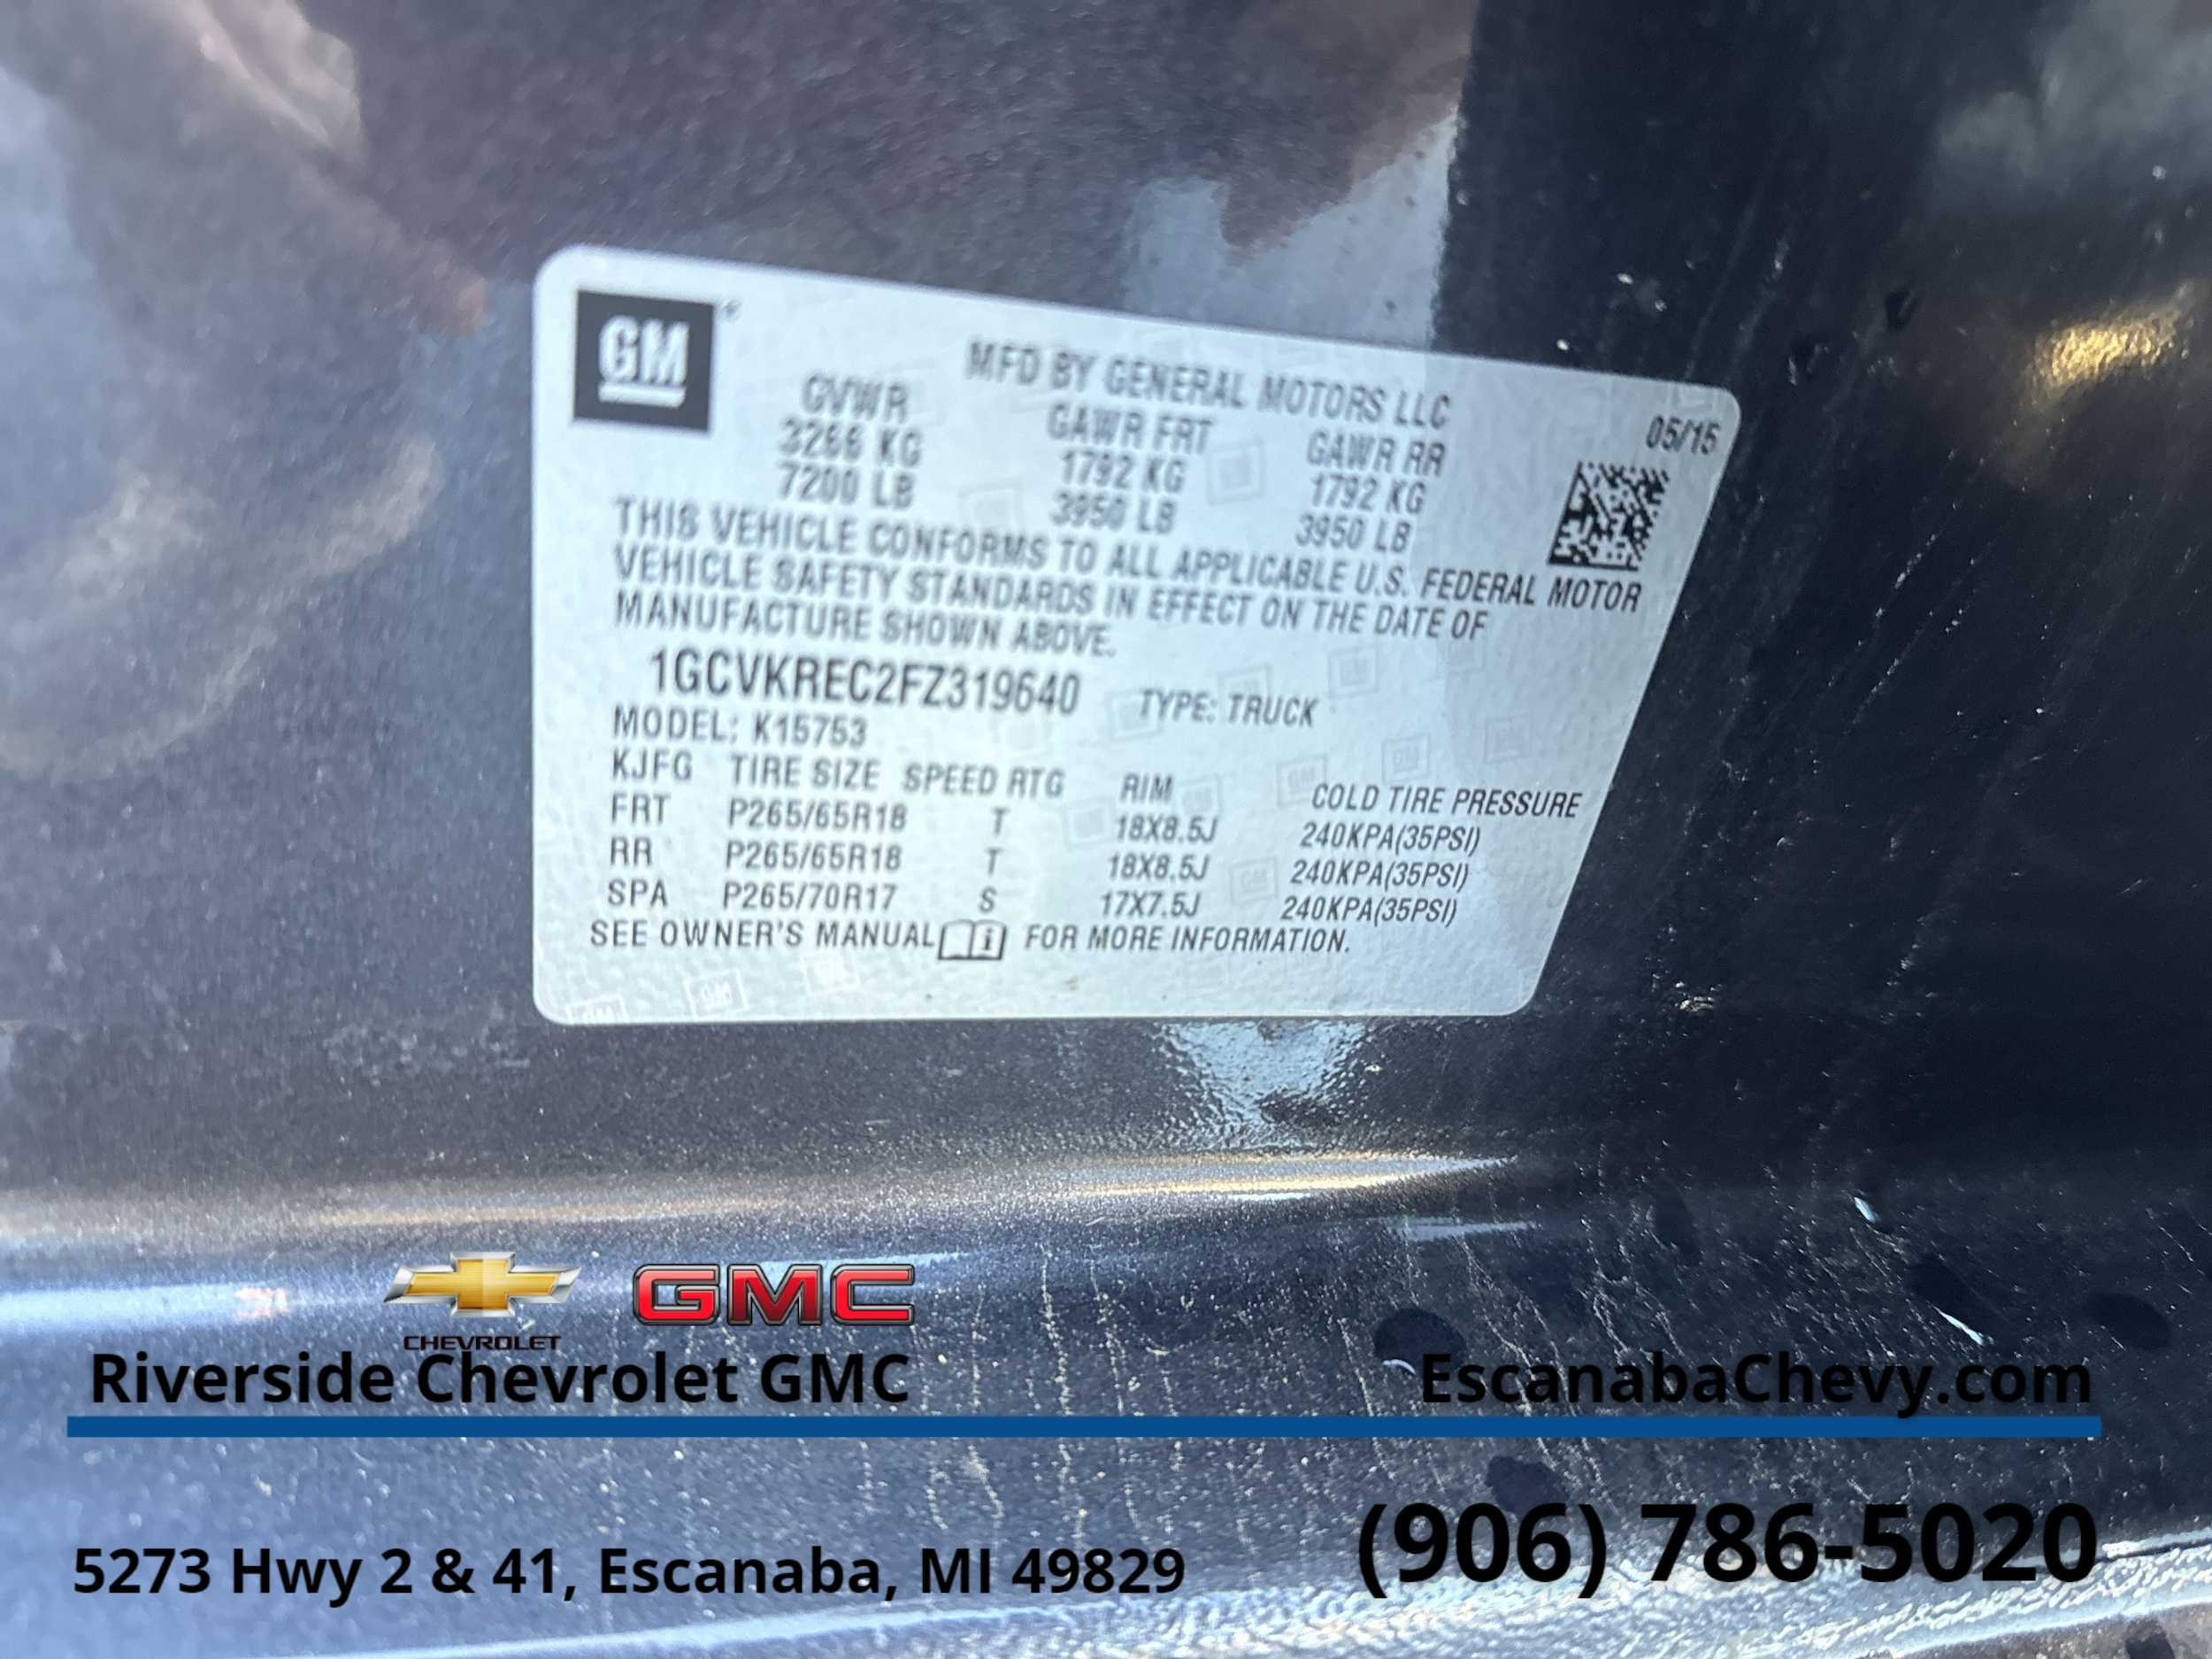 GM®
MFD BY GENERAL MOTORS LLC
05/15
GVWR GAWR FRT GAWR RR
3266 KG 1792 KG 1792 KG
7200 LB 3950 LB 3950 LB
THIS VEHICLE CONFORMS TO ALL APPLICABLE U.S. FEDERAL MOTOR
VEHICLE SAFETY STANDARDS IN EFFECT ON THE DATE OF
MANUFACTURE SHOWN ABOVE.
1GCVKREC2FZ319640 TYPE: TRUCK
MODEL: K15753
KJFG TIRE SIZE SPEED RTG RIM COLD TIRE PRESSURE
FRT P265/65R18 T 18X8.5J 240KPA(35PSI)
RR P265/65R18 T 18X8.5J 240KPA(35PSI)
SPA P265/70R17 S 17X7.5J 240KPA(35PSI)
SEE OWNER'S MANUAL FOR MORE INFORMATION.
CHEVROLET GMC
Riverside Chevrolet GMC EscanabaChevy.com
5273 Hwy 2 & 41, Escanaba, MI 49829 (906) 786-5020